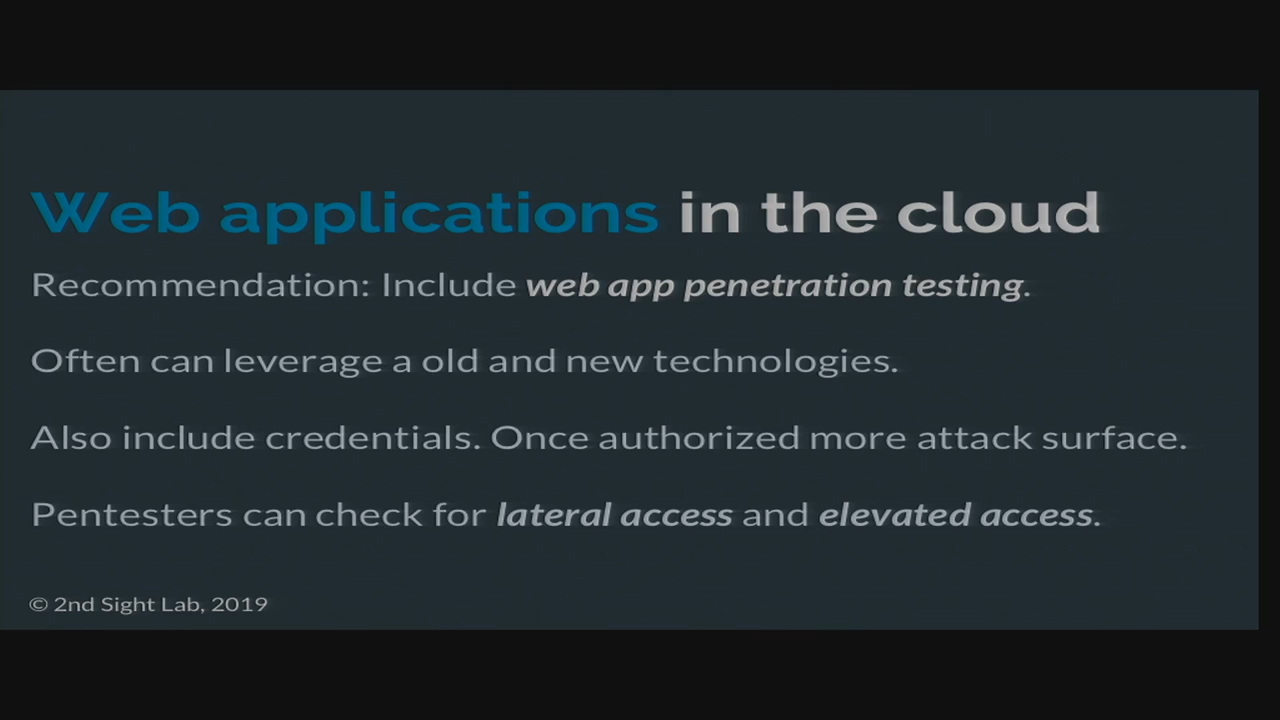 Web applications in the cloud
Recommendation: Include web app penetration testing.
Often can leverage a old and new technologies.
Also include credentials. Once authorized more attack surface.
Pentesters can check for lateral access and elevated access.
© 2nd Sight Lab, 2019